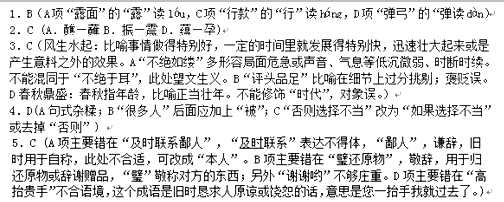 1．B（A项“露面”的“露”读lòu，C项“行款”的“行”读háng，D项“弹弓”的“弹读dàn）
2．C（A. 蘸—蘸 B. 振—震 D. 蕴—孕）
3．C（风生水起：比喻事情做得特别好，一定的时间里就发展得特别快，迅速壮大起来或是
产生意料之外的效果。A“不绝如缕”多形容局面危急或声音、气息等低沉微弱、时断时续。
不能混同于“不绝于耳”，此处望文生义。B“评头品足”比喻在细节上过分挑剔；褒贬误。
D春秋鼎盛：春秋指年龄，比喻正当壮年。不能修饰“时代”，对象误。）
4．D(A句式杂糅；B“很多人”后面应加上“被”；C“否则选择不当”改为“如果选择不当”
或去掉“否则”）
5．C（A项主要错在“及时联系鄙人”，“及时联系”表达不得体，“鄙人”，谦辞，旧
时用于自称，此处不合适，可改成“本人”。B项主要错在“璧还原物”，敬辞，用于归
还原物或辞谢赠品，“璧”敬称对方的东西；另外“谢谢哟”不够庄重。D项主要错在“高
抬贵手”不合语境，这个成语是旧时恳求人原谅或饶恕的话，意思是您一抬手我就过去了。）